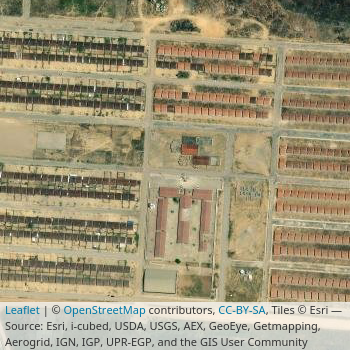 Leaflet | © OpenStreetMap contributors, CC-BY-SA, Tiles © Esri —
Source: Esri, i-cubed, USDA, USGS, AEX, GeoEye, Getmapping,
Aerogrid, IGN, IGP, UPR-EGP, and the GIS User Community